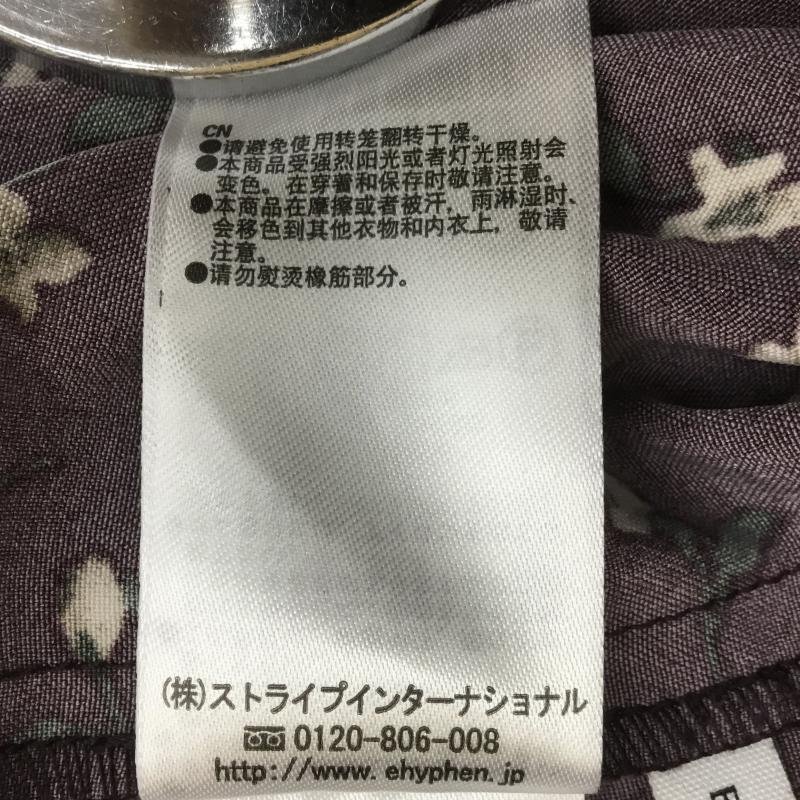 CN
●请避免使用转笼翻转干燥。
●本商品受强烈阳光或者灯光照射会
变色。在穿着和保存时敬请注意。
●本商品在摩擦或者被汗，雨淋湿时、
会移色到其他衣物和内衣上，敬请
注意。
●请勿熨烫橡筋部分。
(株)ストライプインターナショナル
0120-806-008
http://www.ehyphen.jp